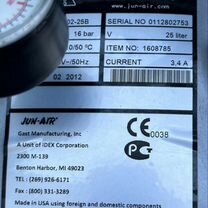 www.jun-air.com
02-25B SERIAL NO 0112802753
16 bar V 25 liter
0/50 °C ITEM NO: 1608785
V~/50Hz CURRENT 3,4 A
02 2012
JUN-AIR®
Gast Manufacturing, Inc
A Unit of IDEX Corporation
2300 M-139
Benton Harbor, MI 49023
TEL: (269) 926-6171
Fax: (800) 331-3289
CE 0038
Made in USA from foreign and domestic components